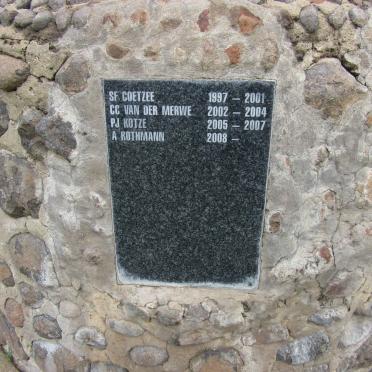 SF COETZEE 1997 – 2001
CC VAN DER MERWE 2002 – 2004
PJ KOTZE 2005 – 2007
A ROTHMANN 2008 –